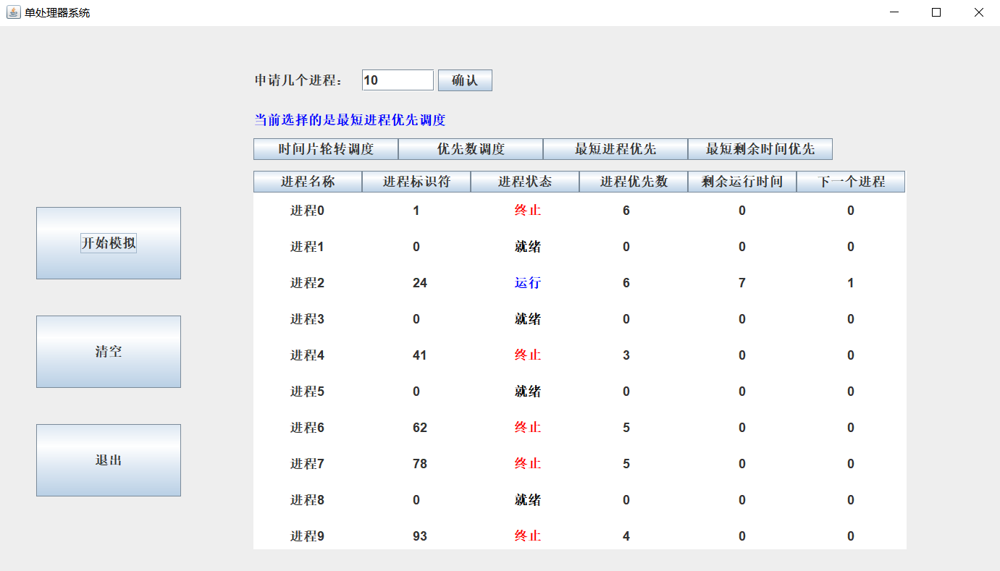 单处理器系统
申请几个进程： 10 确认
当前选择的是最短进程优先调度
时间片轮转调度 优先数调度 最短进程优先 最短剩余时间优先
进程名称 进程标识符 进程状态 进程优先数 剩余运行时间 下一个进程
进程0 1 终止 6 0 0
开始模拟
进程1 0 就绪 0 0 0
进程2 24 运行 6 7 1
进程3 0 就绪 0 0 0
清空
进程4 41 终止 3 0 0
进程5 0 就绪 0 0 0
进程6 62 终止 5 0 0
退出
进程7 78 终止 5 0 0
进程8 0 就绪 0 0 0
进程9 93 终止 4 0 0